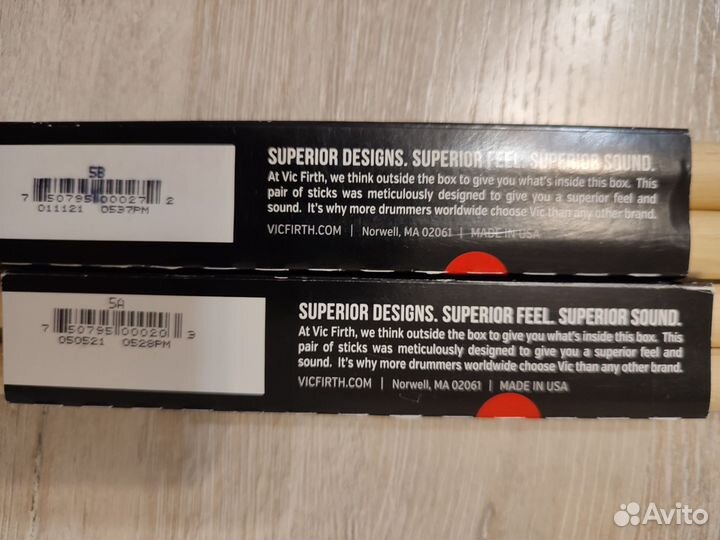 5B
7 50795 00027 2
011121 0537PM
SUPERIOR DESIGNS. SUPERIOR FEEL. SUPERIOR SOUND.
At Vic Firth, we think outside the box to give you what's inside this box. This
pair of sticks was meticulously designed to give you a superior feel and
sound. It's why more drummers worldwide choose Vic than any other brand.
VICFIRTH.COM | Norwell, MA 02061 | MADE IN USA
5A
7 50795 00020 3
050521 0528PM
SUPERIOR DESIGNS. SUPERIOR FEEL. SUPERIOR SOUND.
At Vic Firth, we think outside the box to give you what's inside this box. This
pair of sticks was meticulously designed to give you a superior feel and
sound. It's why more drummers worldwide choose Vic than any other brand.
VICFIRTH.COM | Norwell, MA 02061 | MADE IN USA
Avito